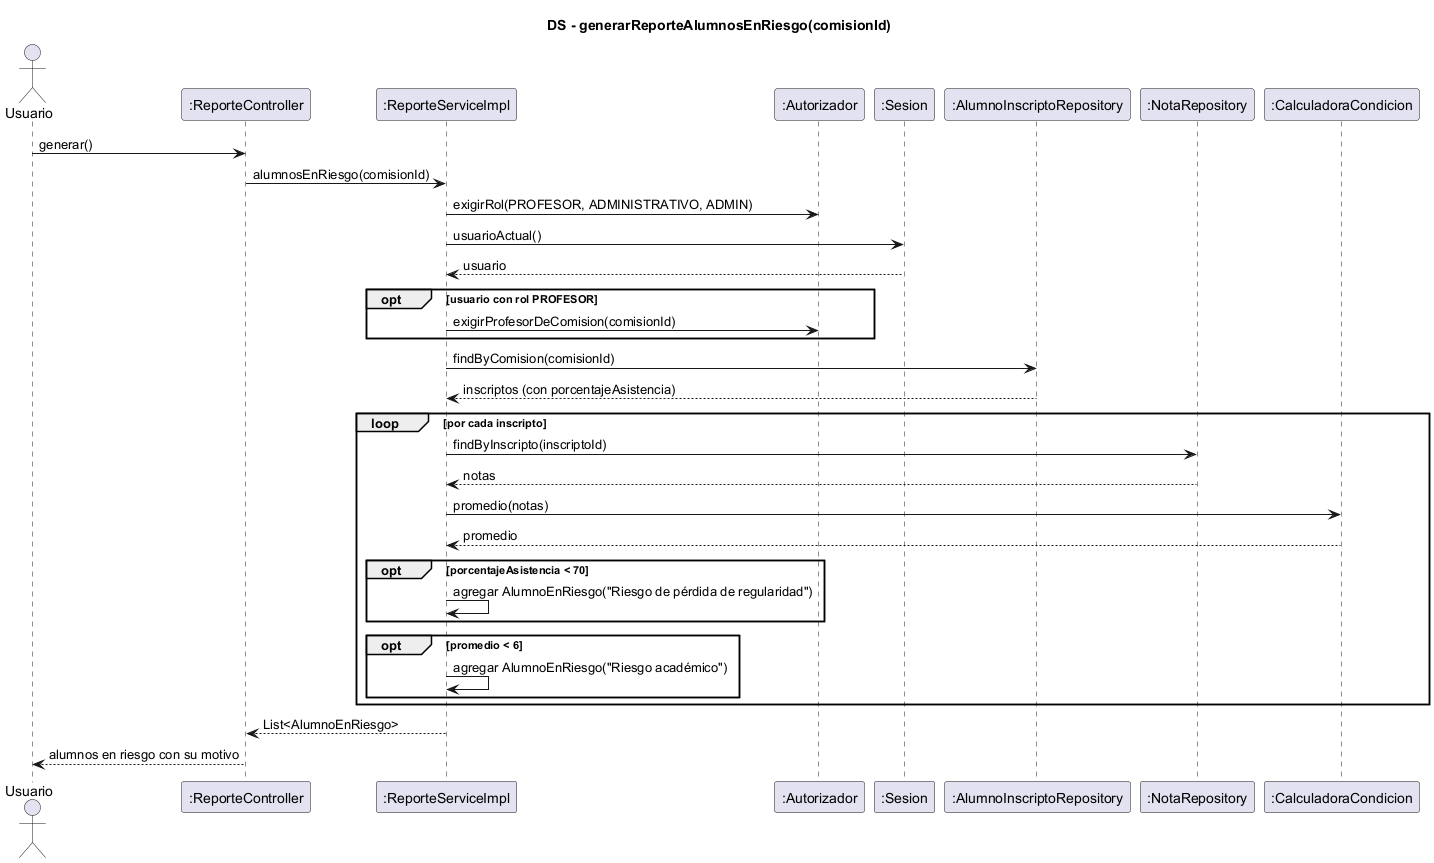 DS - generarReporteAlumnosEnRiesgo(comisionId)
Usuario
:ReporteController
:ReporteServiceImpl
:Autorizador
:Sesion
:AlumnoInscriptoRepository
:NotaRepository
:CalculadoraCondicion
generar()
alumnosEnRiesgo(comisionId)
exigirRol(PROFESOR, ADMINISTRATIVO, ADMIN)
usuarioActual()
usuario
opt
[usuario con rol PROFESOR]
exigirProfesorDeComision(comisionId)
findByComision(comisionId)
inscriptos (con porcentajeAsistencia)
loop
[por cada inscripto]
findByInscripto(inscriptoId)
notas
promedio(notas)
promedio
opt
[porcentajeAsistencia < 70]
agregar AlumnoEnRiesgo("Riesgo de pérdida de regularidad")
opt
[promedio < 6]
agregar AlumnoEnRiesgo("Riesgo académico")
List<AlumnoEnRiesgo>
alumnos en riesgo con su motivo
Usuario
:ReporteController
:ReporteServiceImpl
:Autorizador
:Sesion
:AlumnoInscriptoRepository
:NotaRepository
:CalculadoraCondicion